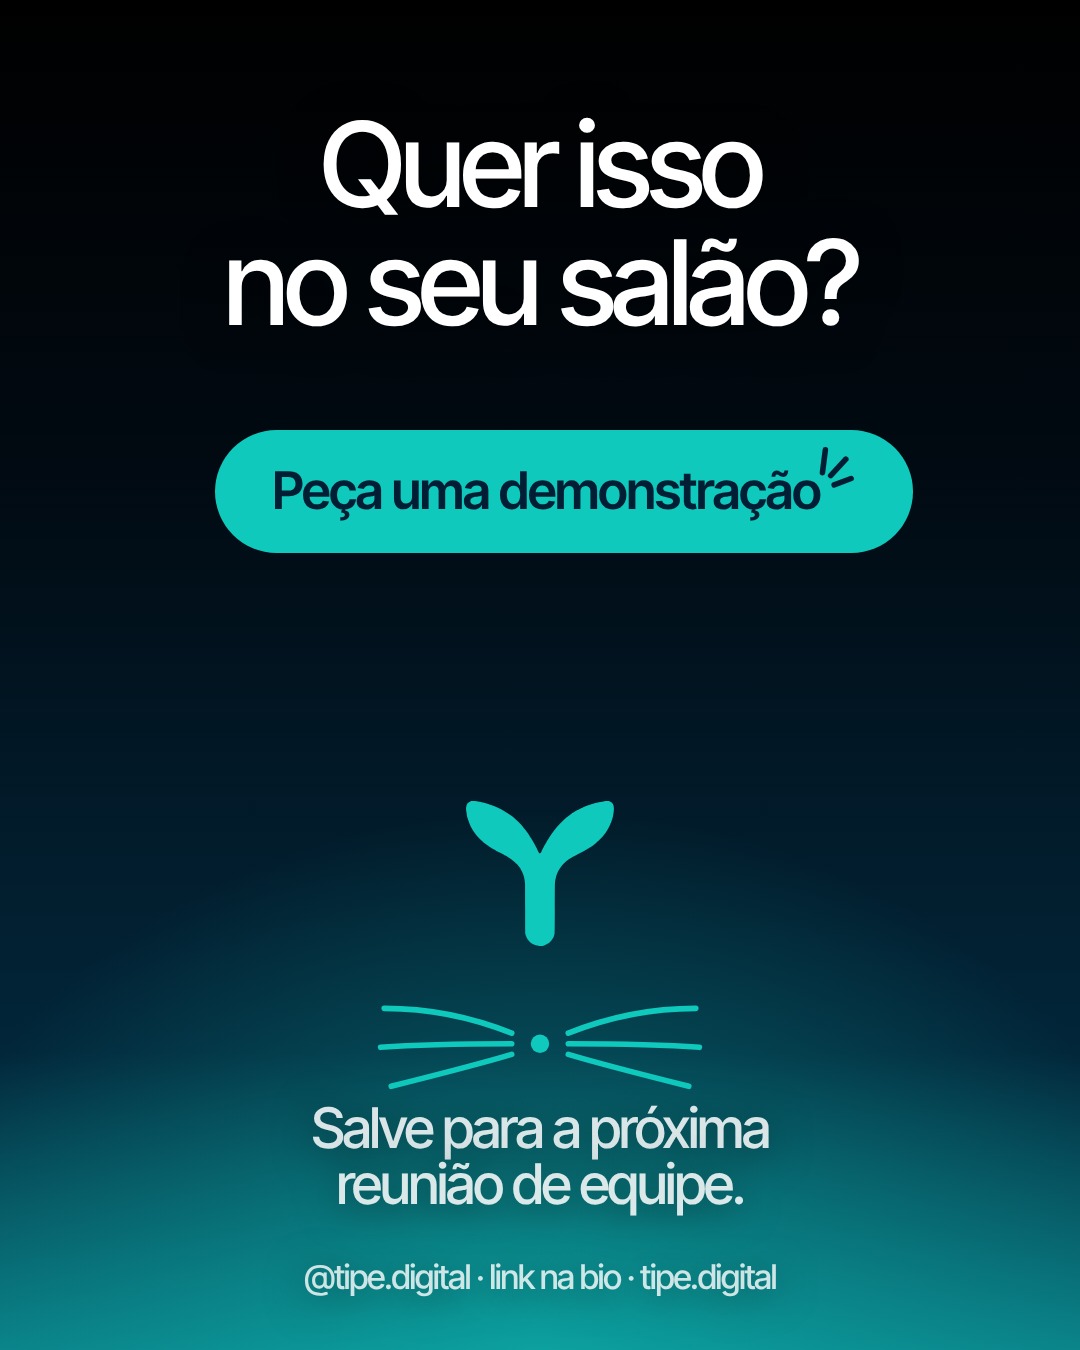 Quer isso
no seu salão?
Peça uma demonstração
Salve para a próxima
reunião de equipe.
@tipe.digital · link na bio · tipe.digital